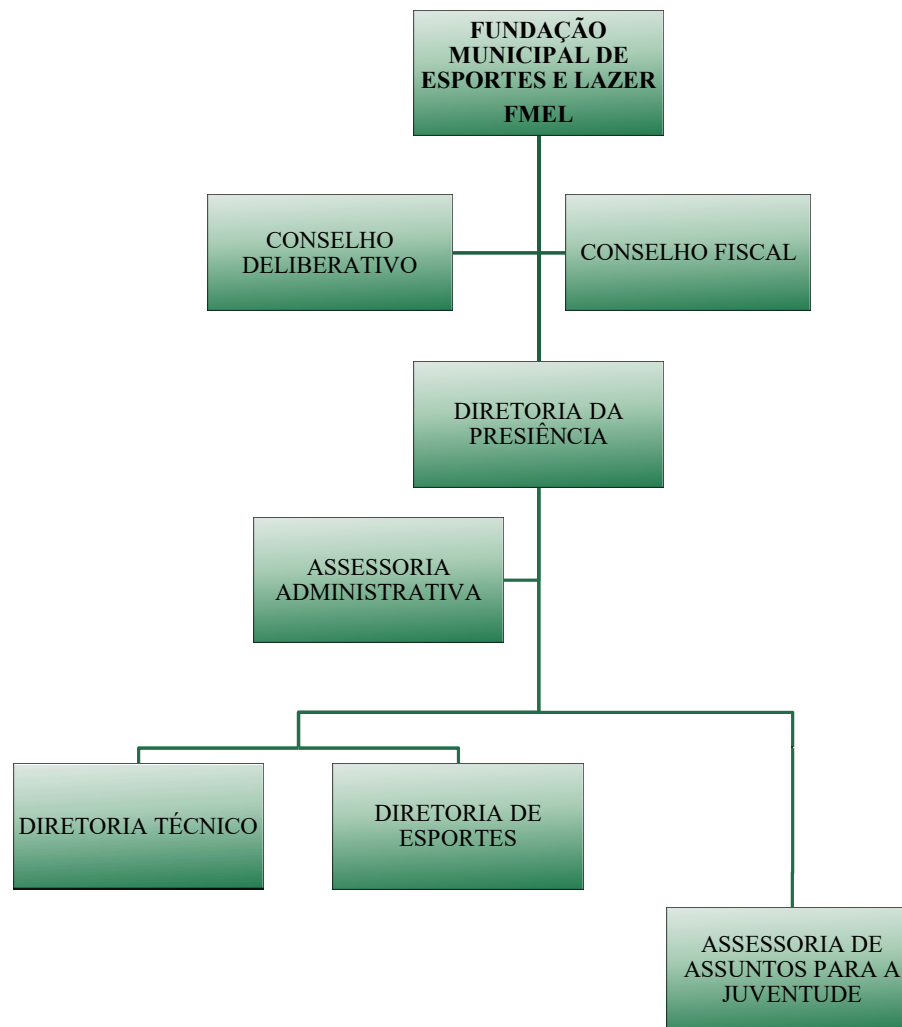 FUNDAÇÃO
MUNICIPAL DE
ESPORTES E LAZER
FMEL
CONSELHO
DELIBERATIVO
CONSELHO FISCAL
DIRETORIA DA
PRESIÊNCIA
ASSESSORIA
ADMINISTRATIVA
DIRETORIA TÉCNICO
DIRETORIA DE
ESPORTES
ASSESSORIA DE
ASSUNTOS PARA A
JUVENTUDE